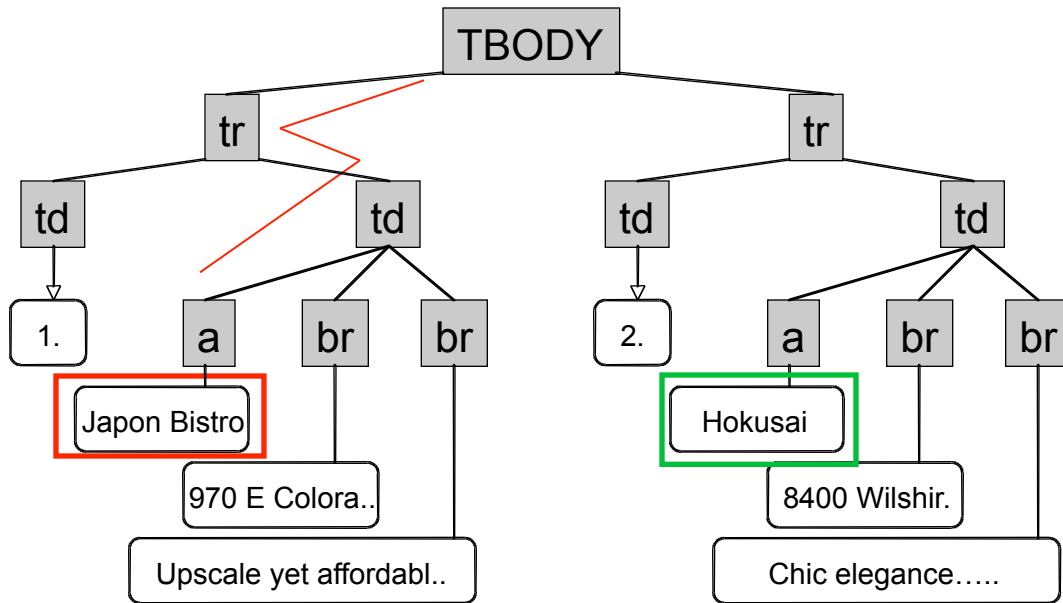 TBODY
tr
tr
td
td
td
td
1.
a
br
br
2.
a
br
br
Japon Bistro
Hokusai
970 E Colora..
8400 Wilshir.
Upscale yet affordabl..
Chic elegance.....